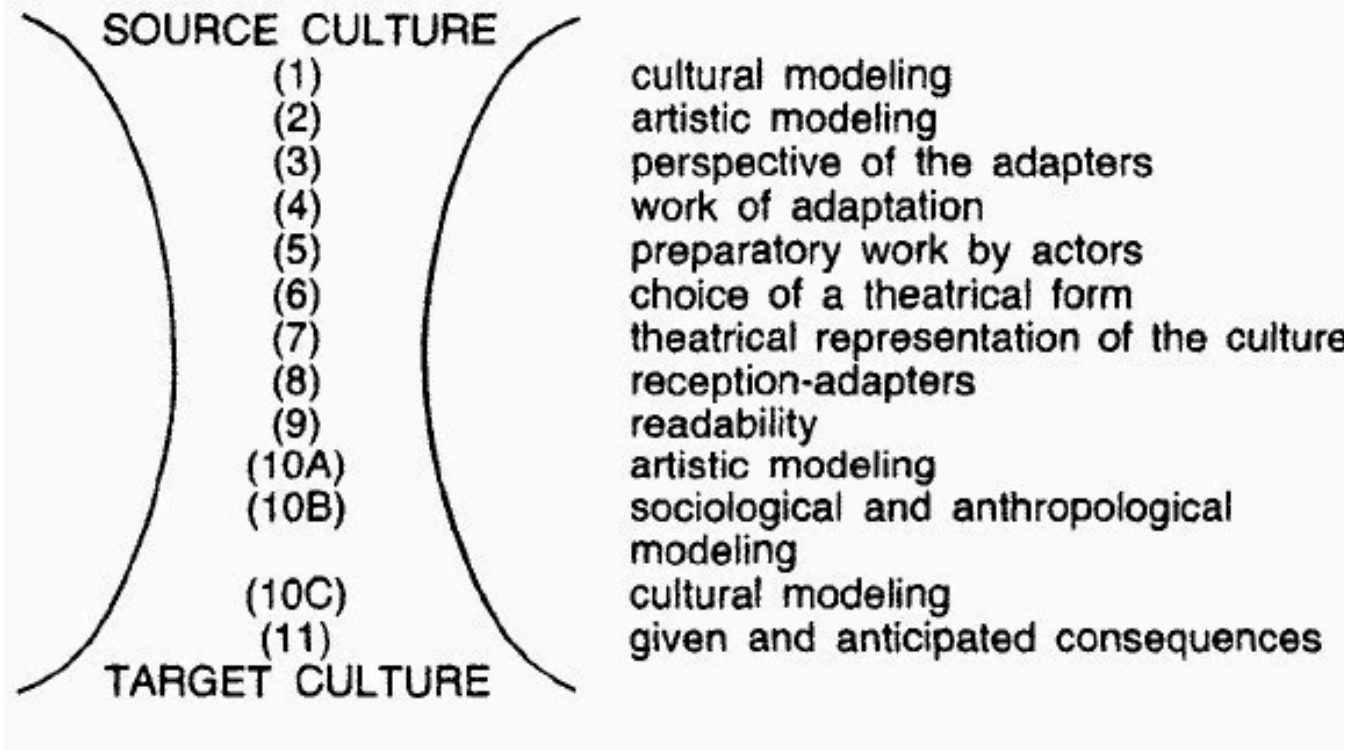 SOURCE CULTURE
(1) cultural modeling
(2) artistic modeling
(3) perspective of the adapters
(4) work of adaptation
(5) preparatory work by actors
(6) choice of a theatrical form
(7) theatrical representation of the culture
(8) reception-adapters
(9) readability
(10A) artistic modeling
(10B) sociological and anthropological
modeling
(10C) cultural modeling
(11) given and anticipated consequences
TARGET CULTURE